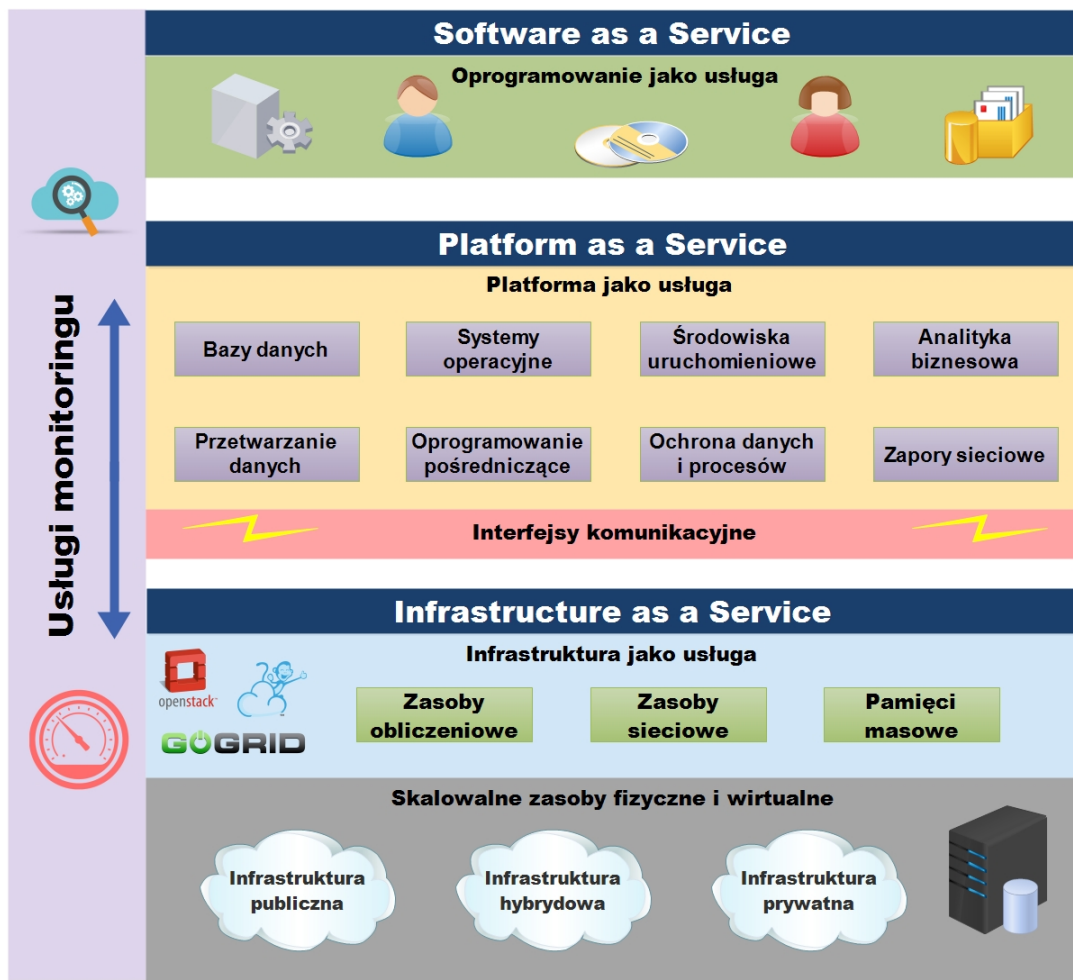 Software as a Service
Oprogramowanie jako usługa
Usługi monitoringu
Platform as a Service
Platforma jako usługa
Bazy danych
Systemy
operacyjne
Środowiska
uruchomieniowe
Analityka
biznesowa
Przetwarzanie
danych
Oprogramowanie
pośredniczące
Ochrona danych
i procesów
Zapory sieciowe
Interfejsy komunikacyjne
Infrastructure as a Service
Infrastruktura jako usługa
openstack
GOGRID
Zasoby
obliczeniowe
Zasoby
sieciowe
Pamięci
masowe
Skalowalne zasoby fizyczne i wirtualne
Infrastruktura
publiczna
Infrastruktura
hybrydowa
Infrastruktura
prywatna